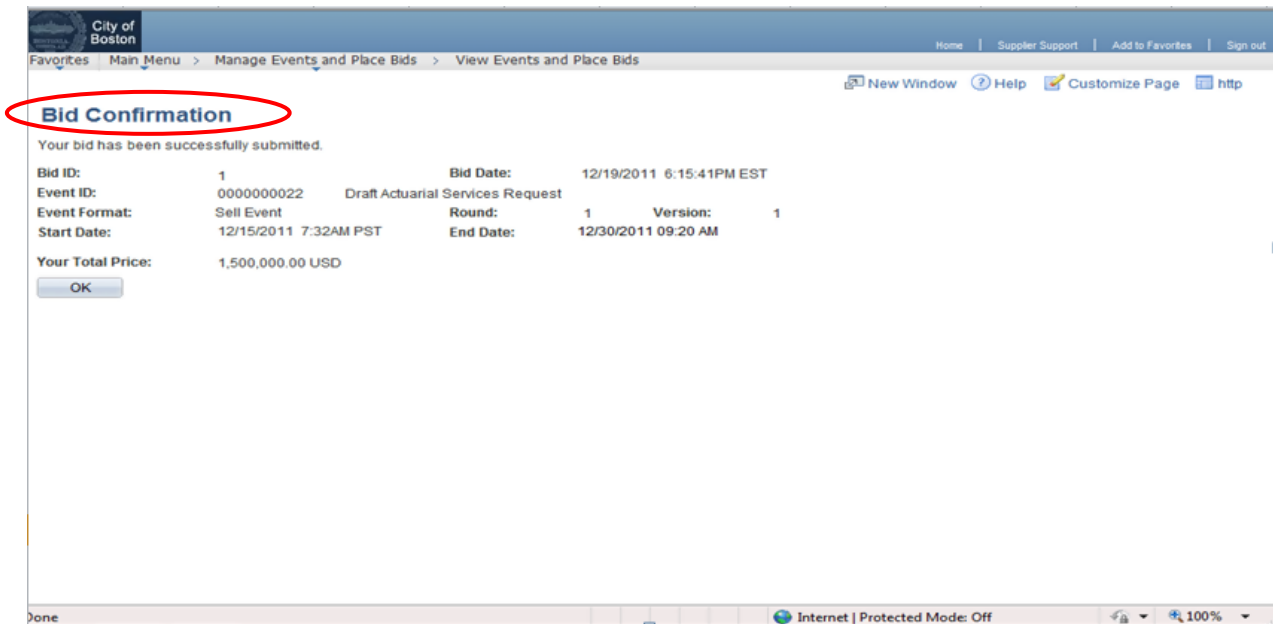 City of
Boston
Home | Supplier Support | Add to Favorites | Sign out
Favorites Main Menu > Manage Events and Place Bids > View Events and Place Bids
New Window Help Customize Page http
Bid Confirmation
Your bid has been successfully submitted.
Bid ID: 1 Bid Date: 12/19/2011 6:15:41PM EST
Event ID: 0000000022 Draft Actuarial Services Request
Event Format: Sell Event Round: 1 Version: 1
Start Date: 12/15/2011 7:32AM PST End Date: 12/30/2011 09:20 AM
Your Total Price: 1,500,000.00 USD
OK
Done Internet | Protected Mode: Off 100%